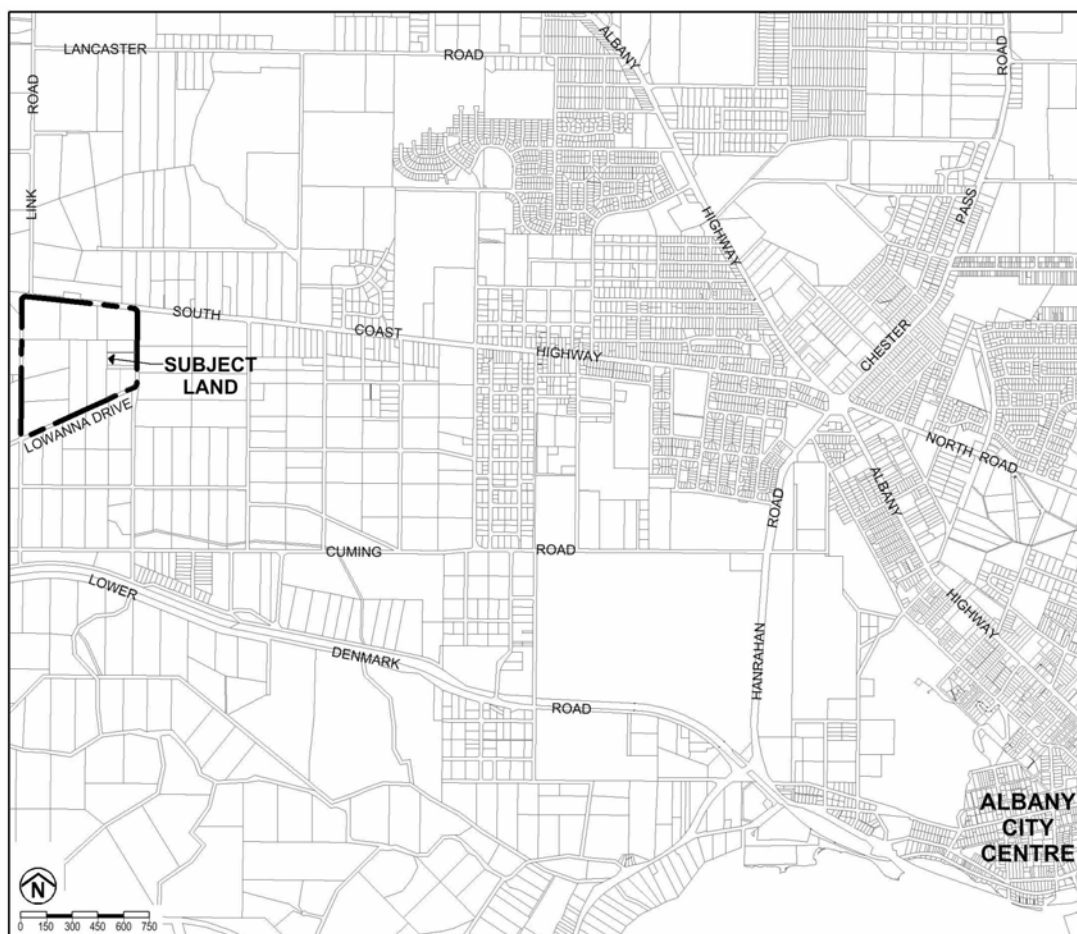 LANCASTER
ROAD
ALBANY
ROAD
ROAD
LINK
HIGHWAY
PASS
SOUTH
COAST
HIGHWAY
CHESTER
SUBJECT
LAND
LOWANNA DRIVE
NORTH ROAD
ALBANY
ROAD
CUMING
ROAD
LOWER
HIGHWAY
HANRAHAN
DENMARK
ROAD
ALBANY
CITY
CENTRE
N
0 150 300 450 600 750